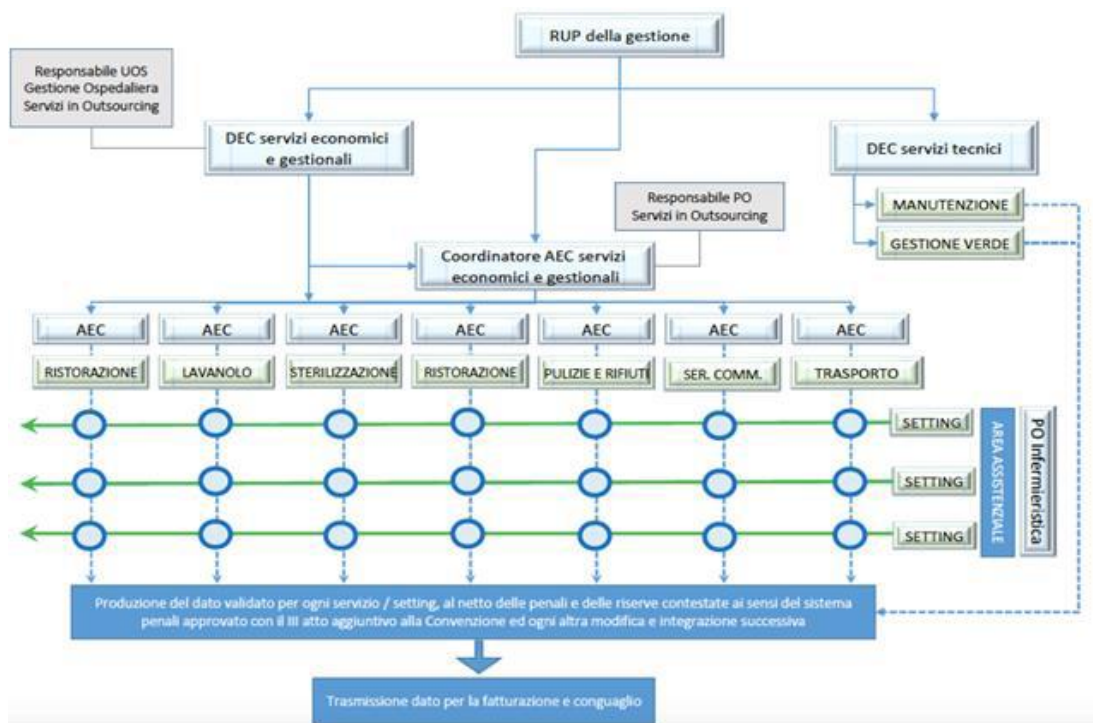 RUP della gestione
Responsabile UOS
Gestione Ospedaliera
Servizi in Outsourcing
DEC servizi economici
e gestionali
DEC servizi tecnici
Responsabile PO
Servizi in Outsourcing
MANUTENZIONE
GESTIONE VERDE
Coordinatore AEC servizi
economici e gestionali
AEC
AEC
AEC
AEC
AEC
AEC
AEC
RISTORAZIONE
LAVANOLO
STERILIZZAZIONE
RISTORAZIONE
PULIZIE E RIFIUTI
SER. COMM.
TRASPORTO
SETTING
SETTING
SETTING
AREA ASSISTENZIALE
PO Infermieristica
Produzione del dato validato per ogni servizio / setting, al netto delle penali e delle riserve contestate ai sensi del sistema
penali approvato con il III atto aggiuntivo alla Convenzione ed ogni altra modifica e integrazione successiva
Trasmissione dato per la fatturazione e conguaglio